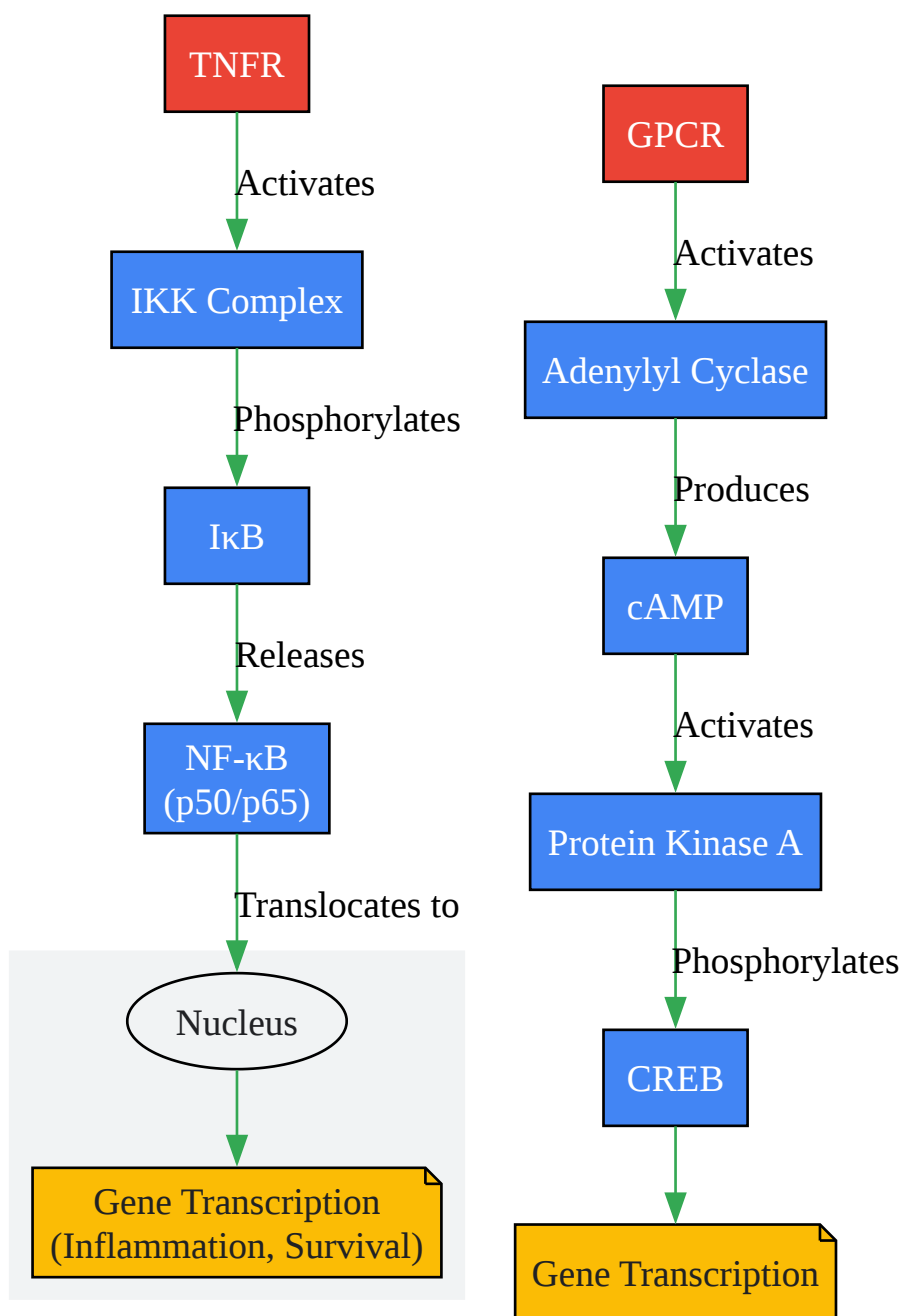 TNFR
Activates
IKK Complex
Phosphorylates
IκB
Releases
NF-κB
(p50/p65)
Translocates to
Nucleus
Gene Transcription
(Inflammation, Survival)
GPCR
Activates
Adenylyl Cyclase
Produces
cAMP
Activates
Protein Kinase A
Phosphorylates
CREB
Gene Transcription